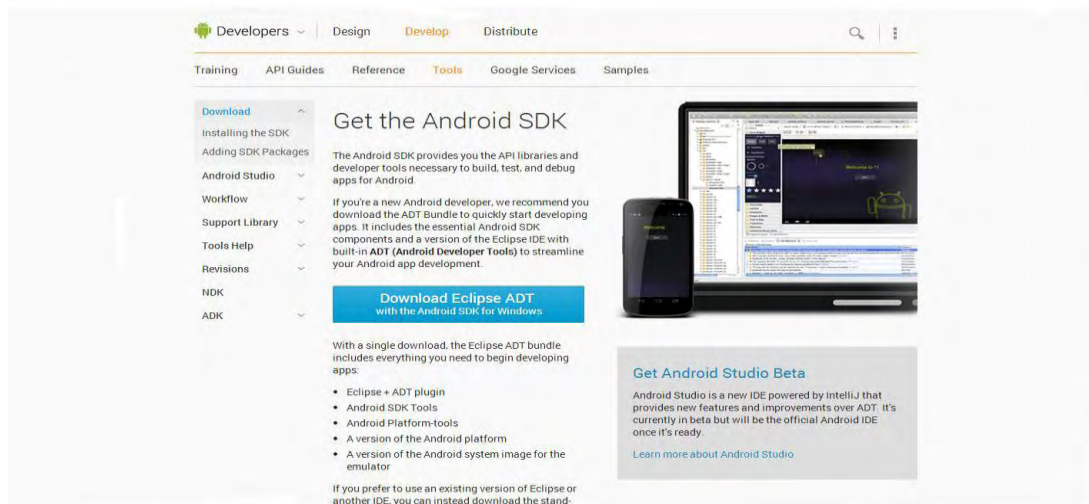 Developers
Design
Develop
Distribute
Training
API Guides
Reference
Tools
Google Services
Samples
Download
Installing the SDK
Adding SDK Packages
Android Studio
Workflow
Support Library
Tools Help
Revisions
NDK
ADK
Get the Android SDK
The Android SDK provides you the API libraries and
developer tools necessary to build, test, and debug
apps for Android.
If you're a new Android developer, we recommend you
download the ADT Bundle to quickly start developing
apps. It includes the essential Android SDK
components and a version of the Eclipse IDE with
built-in ADT (Android Developer Tools) to streamline
your Android app development.
Download Eclipse ADT
with the Android SDK for Windows
With a single download, the Eclipse ADT bundle
includes everything you need to begin developing
apps:
• Eclipse + ADT plugin
• Android SDK Tools
• Android Platform-tools
• A version of the Android platform
• A version of the Android system image for the
emulator
If you prefer to use an existing version of Eclipse or
another IDE, you can instead download the stand-
Get Android Studio Beta
Android Studio is a new IDE powered by IntelliJ that
provides new features and improvements over ADT. It's
currently in beta but will be the official Android IDE
once it's ready.
Learn more about Android Studio